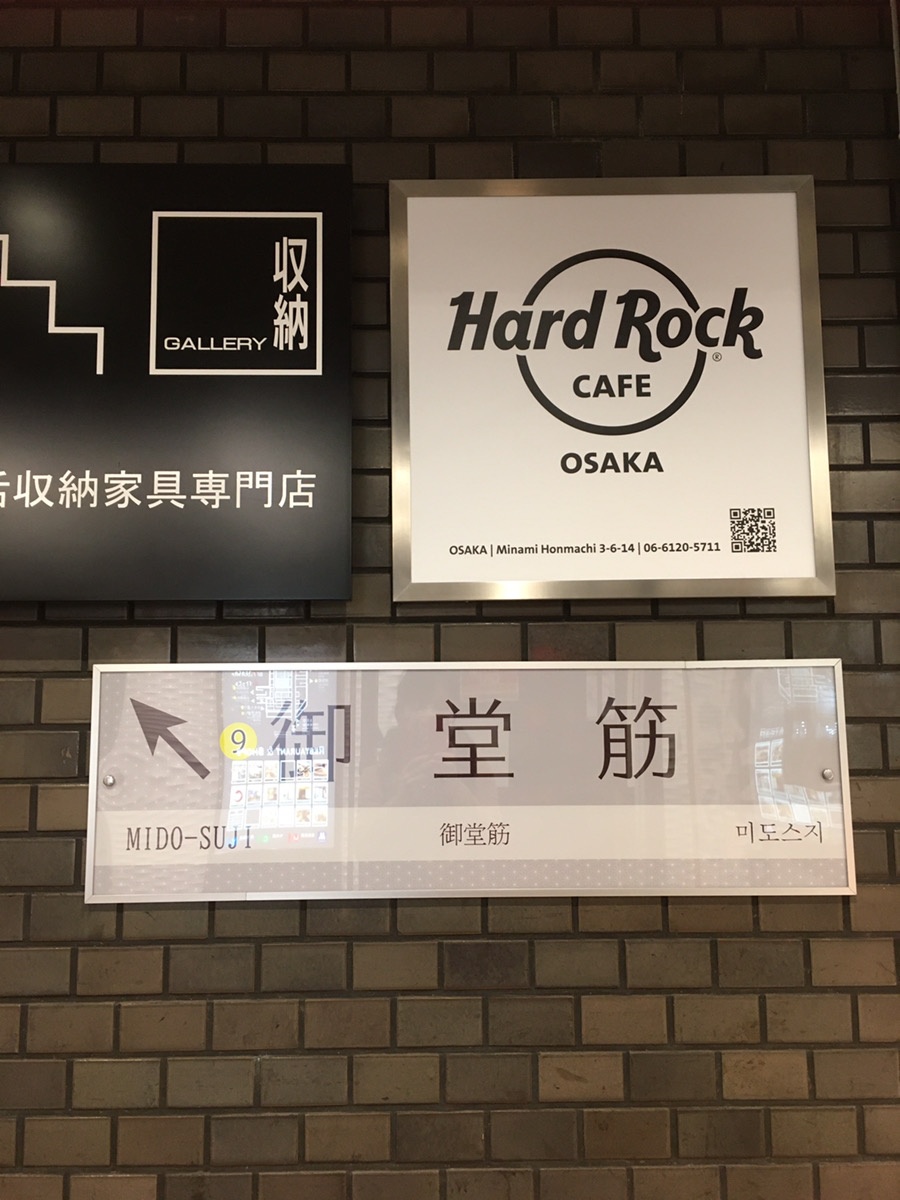 収納
GALLERY
収納家具専門店
Hard Rock®
CAFE
OSAKA
OSAKA | Minami Honmachi 3-6-14 | 06-6120-5711
9 御堂筋
MIDO-SUJI 御堂筋 미도스지